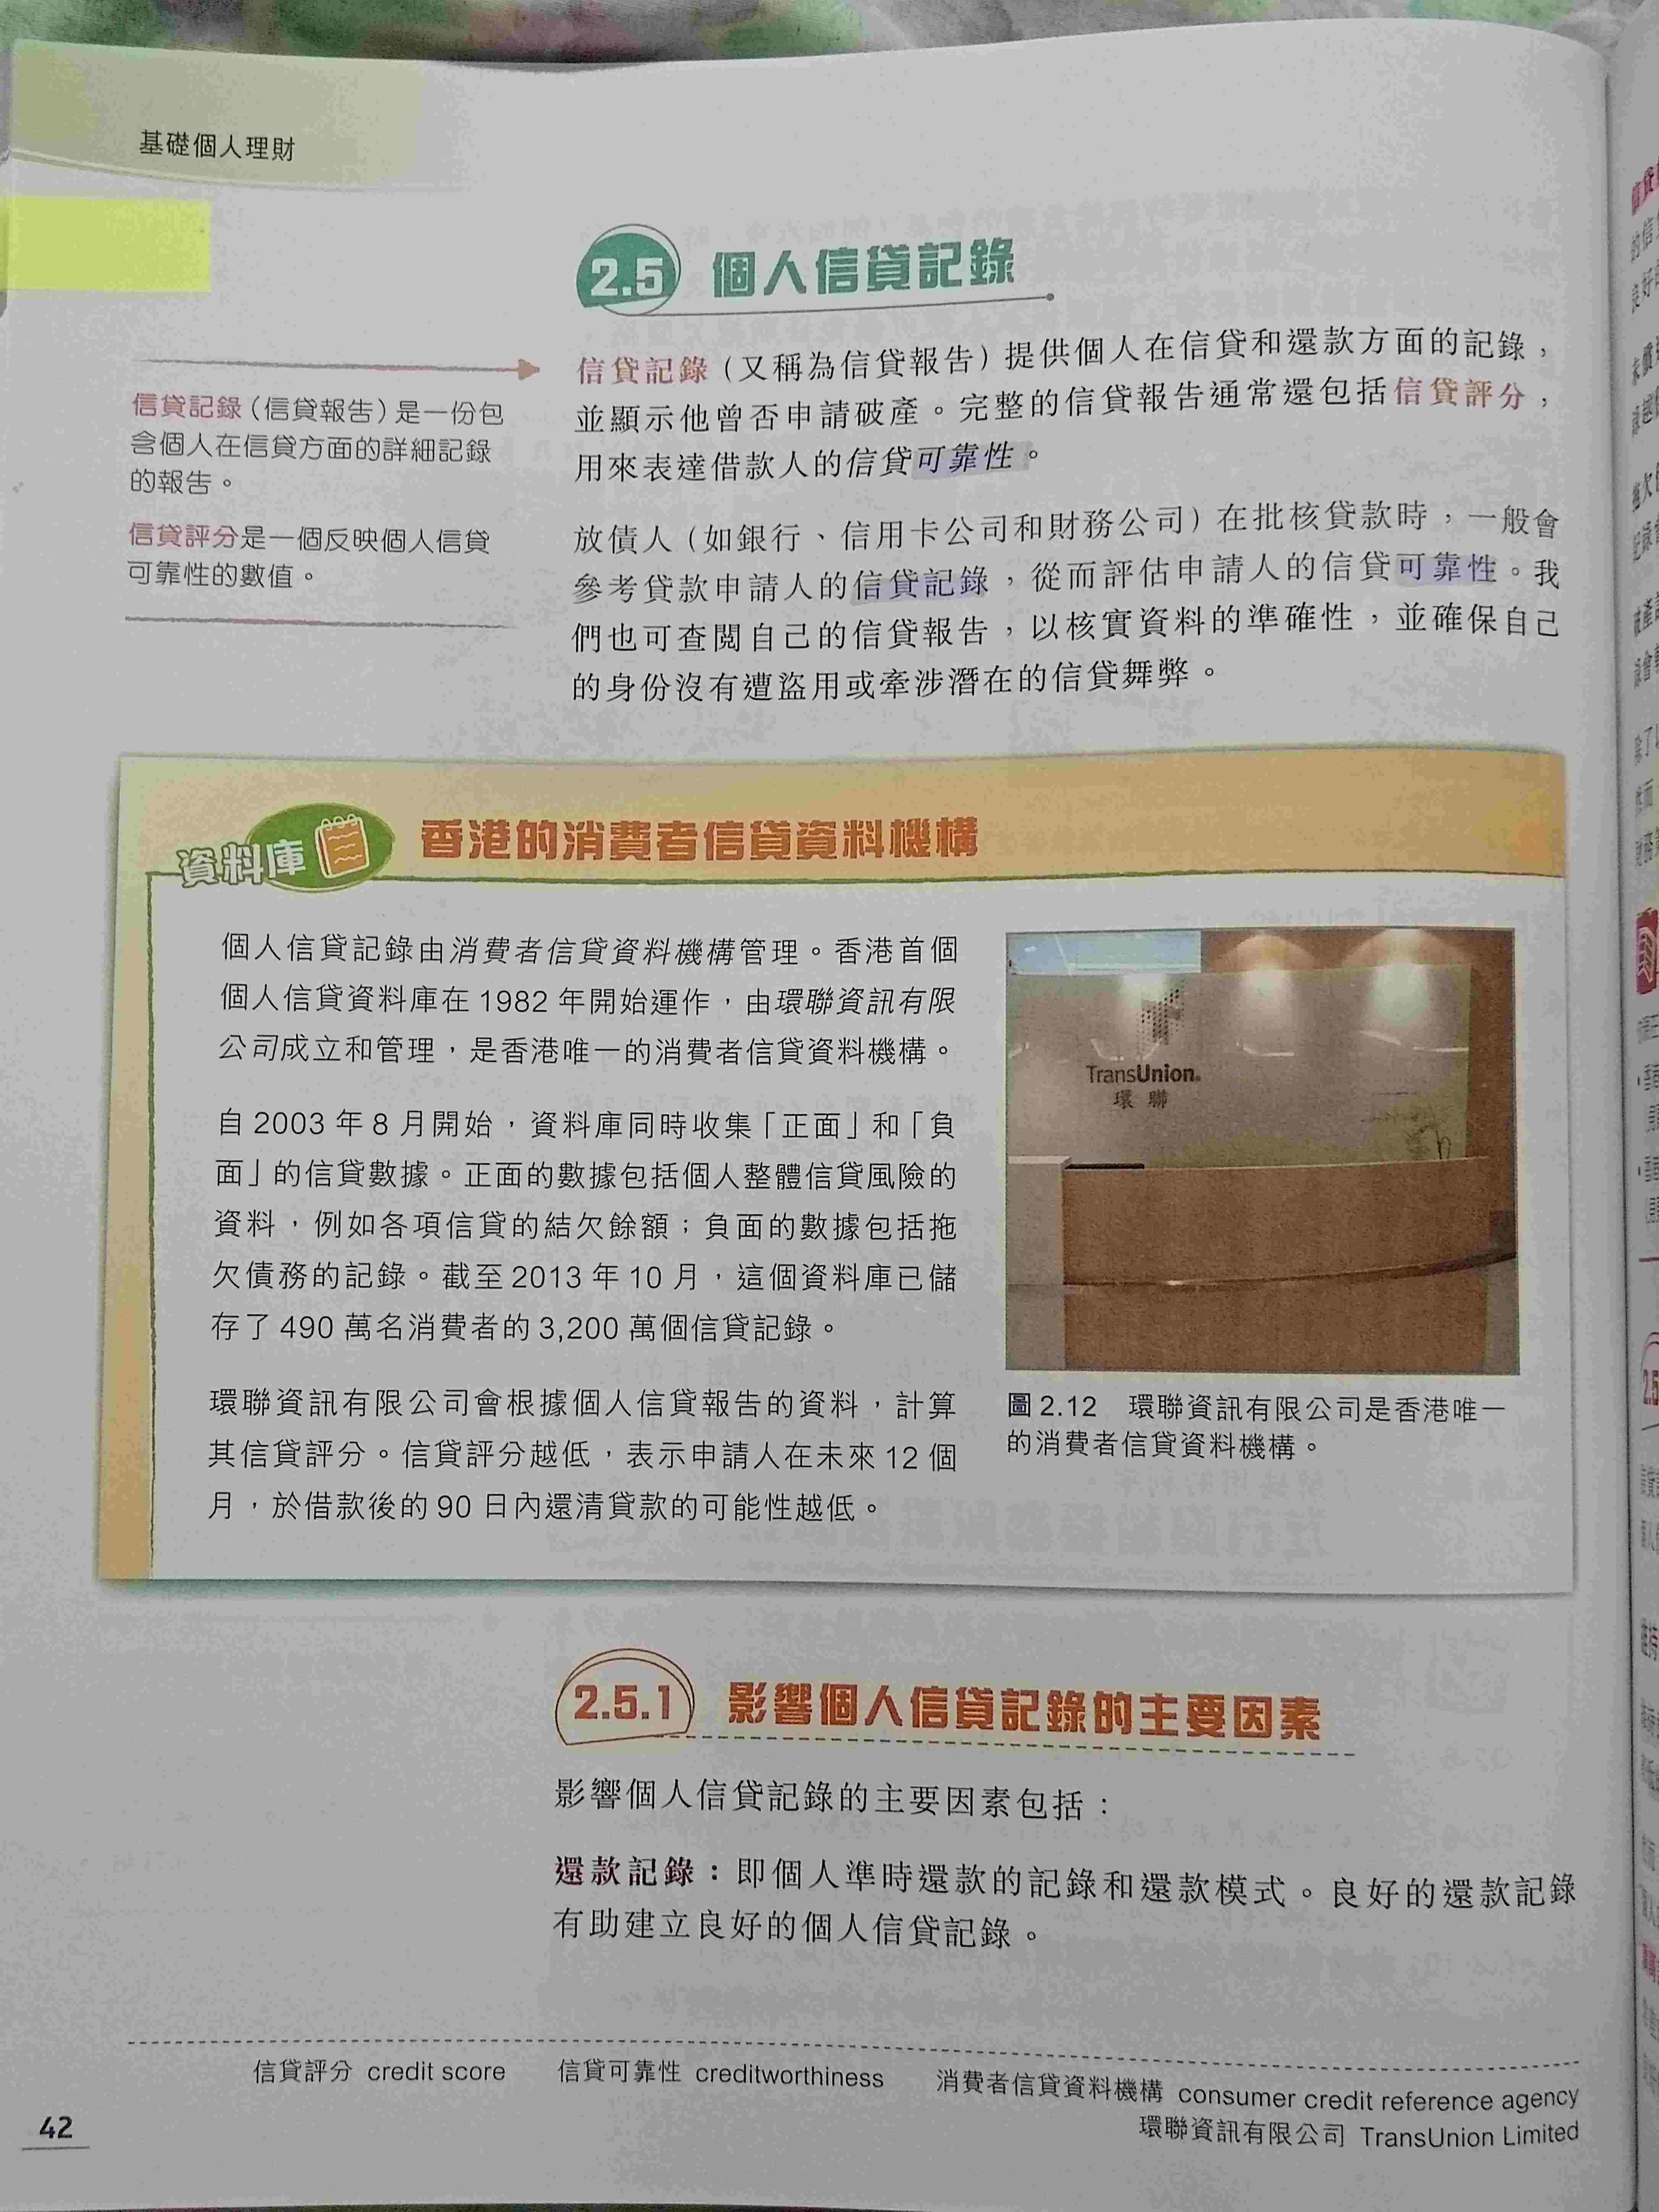 基礎個人理財
2.5 個人信貸記錄
信貸記錄（又稱為信貸報告）提供個人在信貸和還款方面的記錄，
並顯示他曾否申請破產。完整的信貸報告通常還包括信貸評分，
用來表達借款人的信貸可靠性。
放債人（如銀行、信用卡公司和財務公司）在批核貸款時，一般會
參考貸款申請人的信貸記錄，從而評估申請人的信貸可靠性。我
們也可查閱自己的信貸報告，以核實資料的準確性，並確保自己
的身份沒有遭盜用或牽涉潛在的信貸舞弊。
信貸記錄（信貸報告）是一份包
含個人在信貸方面的詳細記錄
的報告。
信貸評分是一個反映個人信貸
可靠性的數值。
資料庫 香港的消費者信貸資料機構
個人信貸記錄由消費者信貸資料機構管理。香港首個
個人信貸資料庫在 1982 年開始運作，由環聯資訊有限
公司成立和管理，是香港唯一的消費者信貸資料機構。
自 2003 年 8 月開始，資料庫同時收集「正面」和「負
面」的信貸數據。正面的數據包括個人整體信貸風險的
資料，例如各項信貸的結欠餘額；負面的數據包括拖
欠債務的記錄。截至 2013 年 10 月，這個資料庫已儲
存了 490 萬名消費者的 3,200 萬個信貸記錄。
環聯資訊有限公司會根據個人信貸報告的資料，計算
其信貸評分。信貸評分越低，表示申請人在未來 12 個
月，於借款後的 90 日內還清貸款的可能性越低。
TransUnion
環聯
圖 2.12 環聯資訊有限公司是香港唯一
的消費者信貸資料機構。
2.5.1 影響個人信貸記錄的主要因素
影響個人信貸記錄的主要因素包括：
還款記錄：即個人準時還款的記錄和還款模式。良好的還款記錄
有助建立良好的個人信貸記錄。
信貸評分 credit score 信貸可靠性 creditworthiness 消費者信貸資料機構 consumer credit reference agency
環聯資訊有限公司 TransUnion Limited
42